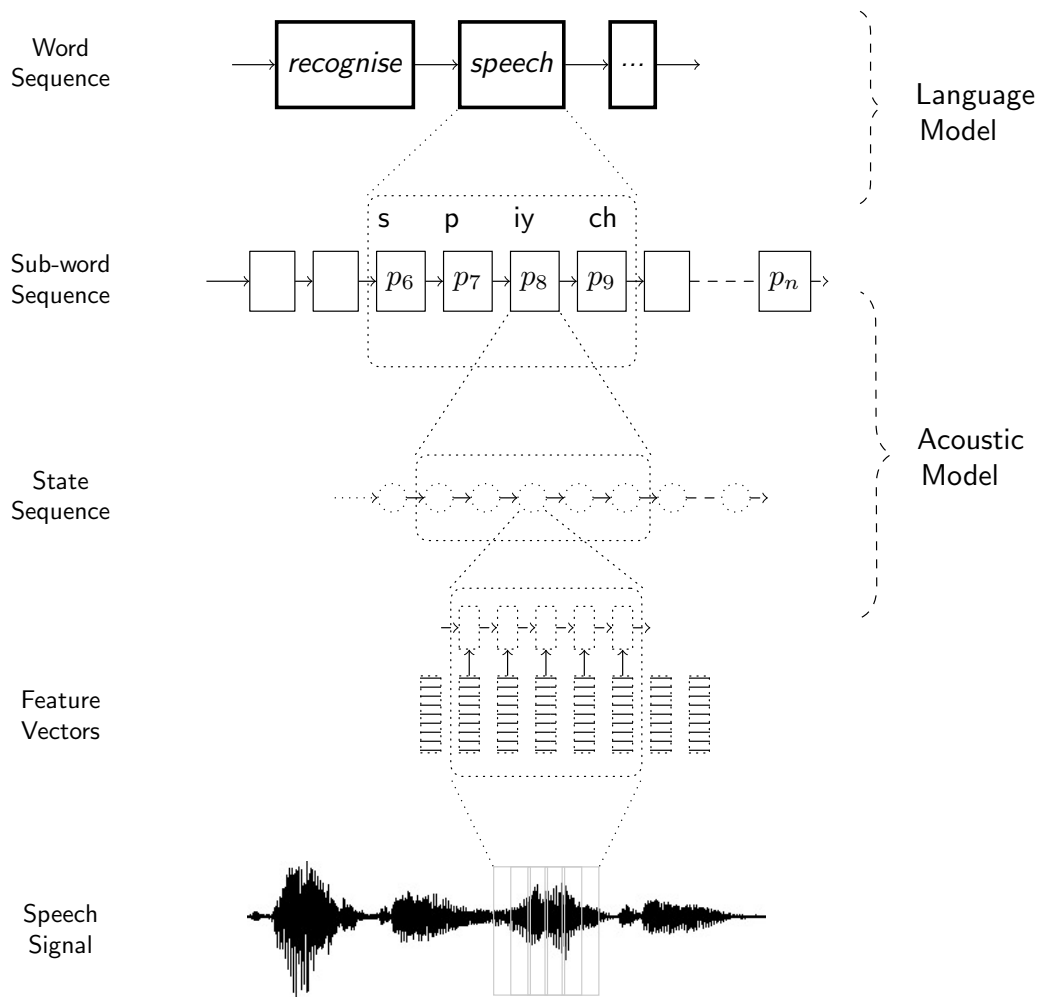 Word
Sequence
recognise
speech
...
Language
Model
s p iy ch
Sub-word
Sequence
p6 p7 p8 p9 pn
State
Sequence
Acoustic
Model
Feature
Vectors
Speech
Signal